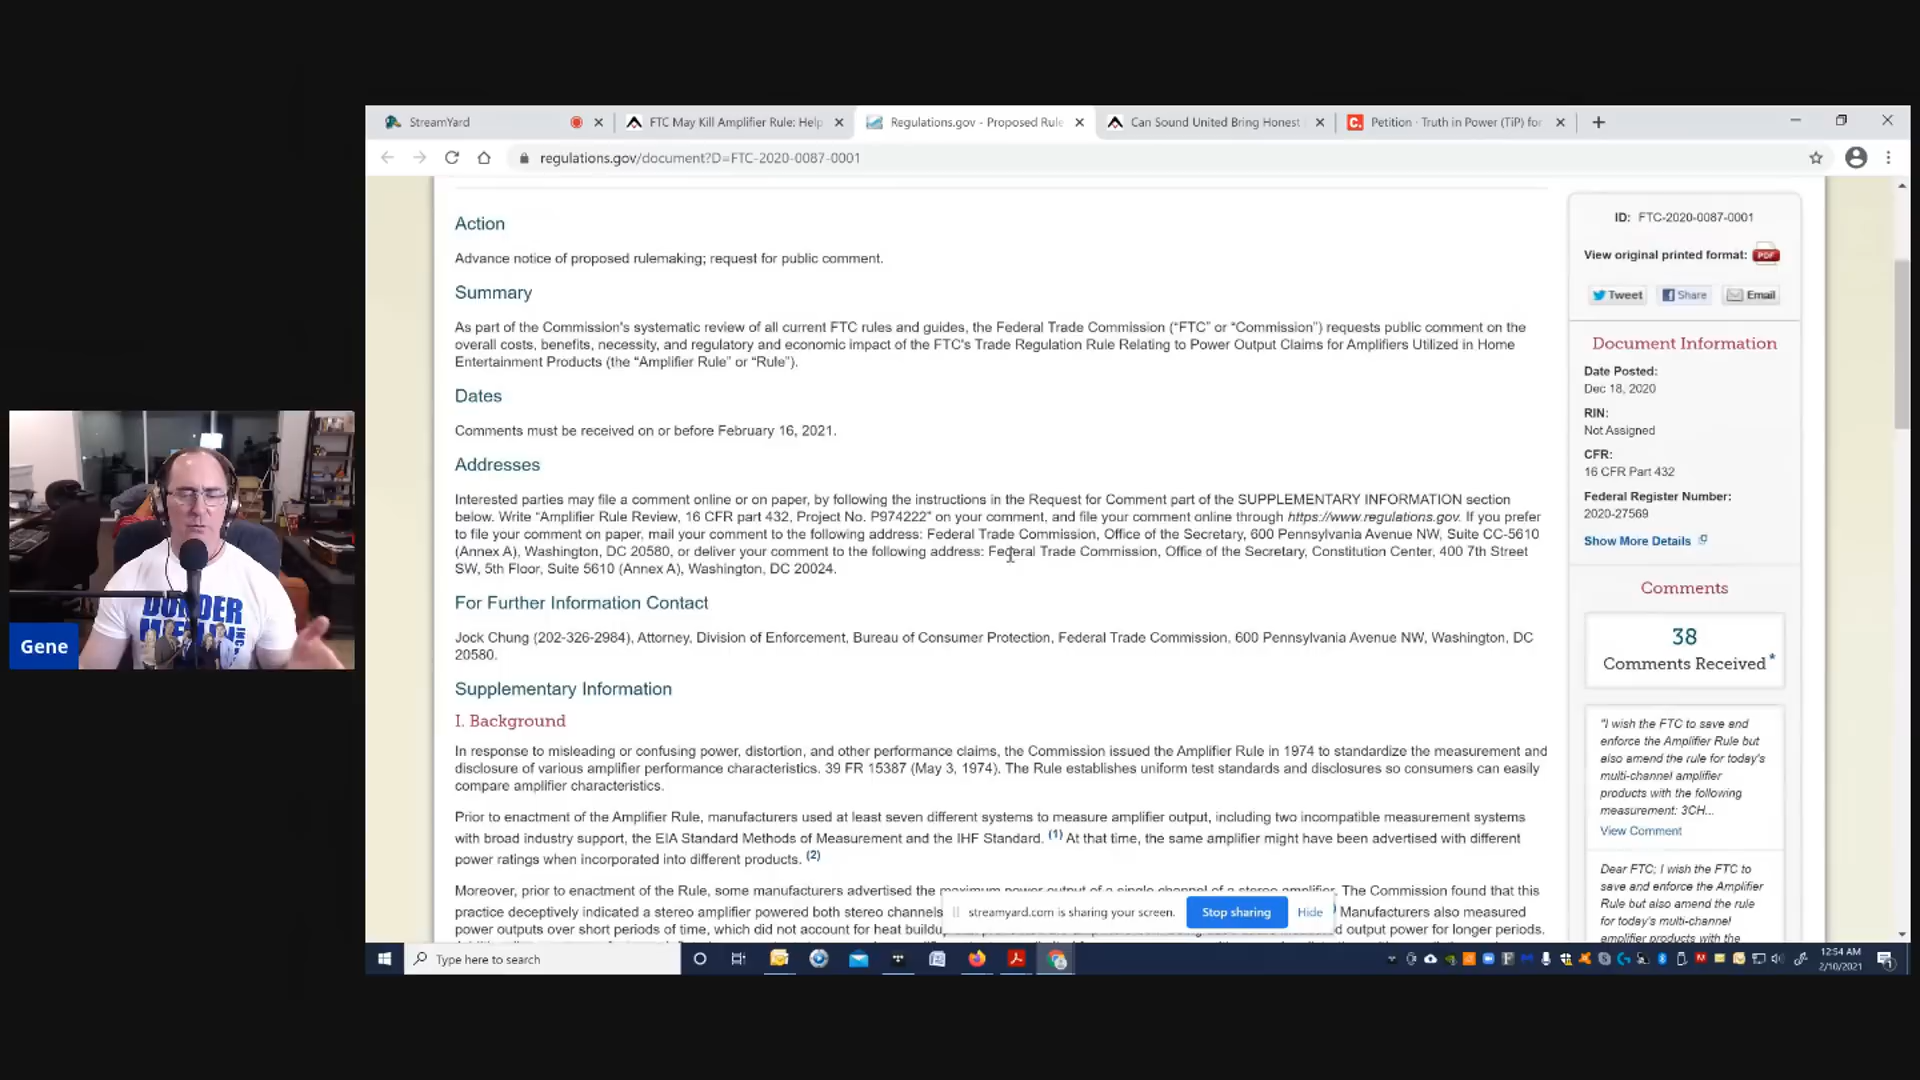 StreamYard
FTC May Kill Amplifier Rule: Help
Regulations.gov - Proposed Rule
Can Sound United Bring Honest
Petition · Truth in Power (TiP) for
regulations.gov/document?D=FTC-2020-0087-0001
Action
Advance notice of proposed rulemaking; request for public comment.
Summary
As part of the Commission's systematic review of all current FTC rules and guides, the Federal Trade Commission (“FTC” or “Commission”) requests public comment on the
overall costs, benefits, necessity, and regulatory and economic impact of the FTC's Trade Regulation Rule Relating to Power Output Claims for Amplifiers Utilized in Home
Entertainment Products (the “Amplifier Rule” or “Rule”).
Dates
Comments must be received on or before February 16, 2021.
Addresses
Interested parties may file a comment online or on paper, by following the instructions in the Request for Comment part of the SUPPLEMENTARY INFORMATION section
below. Write “Amplifier Rule Review, 16 CFR part 432, Project No. P974222” on your comment, and file your comment online through https://www.regulations.gov. If you prefer
to file your comment on paper, mail your comment to the following address: Federal Trade Commission, Office of the Secretary, 600 Pennsylvania Avenue NW, Suite CC-5610
(Annex A), Washington, DC 20580, or deliver your comment to the following address: Federal Trade Commission, Office of the Secretary, Constitution Center, 400 7th Street
SW, 5th Floor, Suite 5610 (Annex A), Washington, DC 20024.
For Further Information Contact
Jock Chung (202-326-2984), Attorney, Division of Enforcement, Bureau of Consumer Protection, Federal Trade Commission, 600 Pennsylvania Avenue NW, Washington, DC
20580.
Supplementary Information
I. Background
In response to misleading or confusing power, distortion, and other performance claims, the Commission issued the Amplifier Rule in 1974 to standardize the measurement and
disclosure of various amplifier performance characteristics. 39 FR 15387 (May 3, 1974). The Rule establishes uniform test standards and disclosures so consumers can easily
compare amplifier characteristics.
Prior to enactment of the Amplifier Rule, manufacturers used at least seven different systems to measure amplifier output, including two incompatible measurement systems
with broad industry support, the EIA Standard Methods of Measurement and the IHF Standard. (1) At that time, the same amplifier might have been advertised with different
power ratings when incorporated into different products. (2)
Moreover, prior to enactment of the Rule, some manufacturers advertised the maximum power output of a single channel of a stereo amplifier. The Commission found that this
practice deceptively indicated a stereo amplifier powered both stereo channels Manufacturers also measured
power outputs over short periods of time, which did not account for heat buildup output power for longer periods.
ID: FTC-2020-0087-0001
View original printed format: PDF
Tweet Share Email
Document Information
Date Posted:
Dec 18, 2020
RIN:
Not Assigned
CFR:
16 CFR Part 432
Federal Register Number:
2020-27569
Show More Details
Comments
38
Comments Received *
"I wish the FTC to save and
enforce the Amplifier Rule but
also amend the rule for today's
multi-channel amplifier
products with the following
measurement: 3CH...
View Comment
Dear FTC; I wish the FTC to
save and enforce the Amplifier
Rule but also amend the rule
for today's multi-channel
amplifier products with the
streamyard.com is sharing your screen.
Stop sharing
Hide
Type here to search
12:54 AM
2/10/2021
Gene
DUNDER